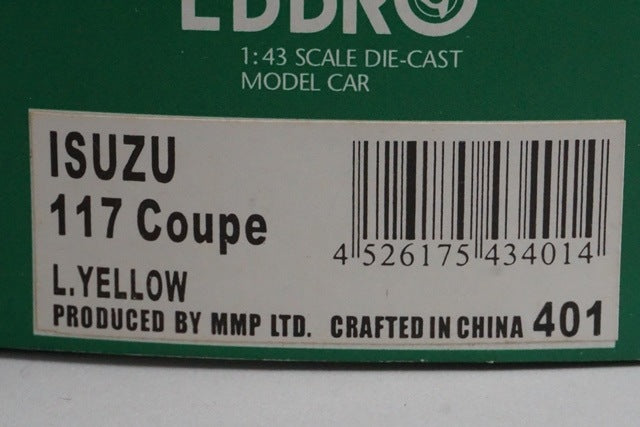 EBBRO
1:43 SCALE DIE-CAST
MODEL CAR
ISUZU
117 Coupe
L.YELLOW
PRODUCED BY MMP LTD. CRAFTED IN CHINA 401
4 526175 434014